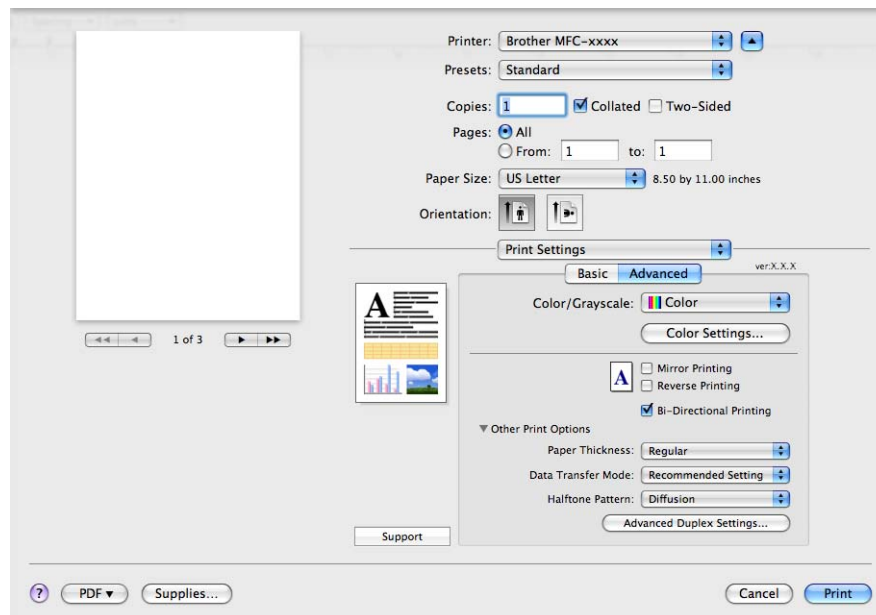 Printer: Brother MFC-xxxx
Presets: Standard
Copies: 1 Collated Two-Sided
Pages: All
From: 1 to: 1
Paper Size: US Letter 8.50 by 11.00 inches
Orientation:
Print Settings
Basic Advanced ver:X.X.X
Color/Grayscale: Color
Color Settings...
A
A
Mirror Printing
Reverse Printing
Bi-Directional Printing
Other Print Options
Paper Thickness: Regular
Data Transfer Mode: Recommended Setting
Halftone Pattern: Diffusion
Advanced Duplex Settings...
1 of 3
Support
? PDF Supplies... Cancel Print